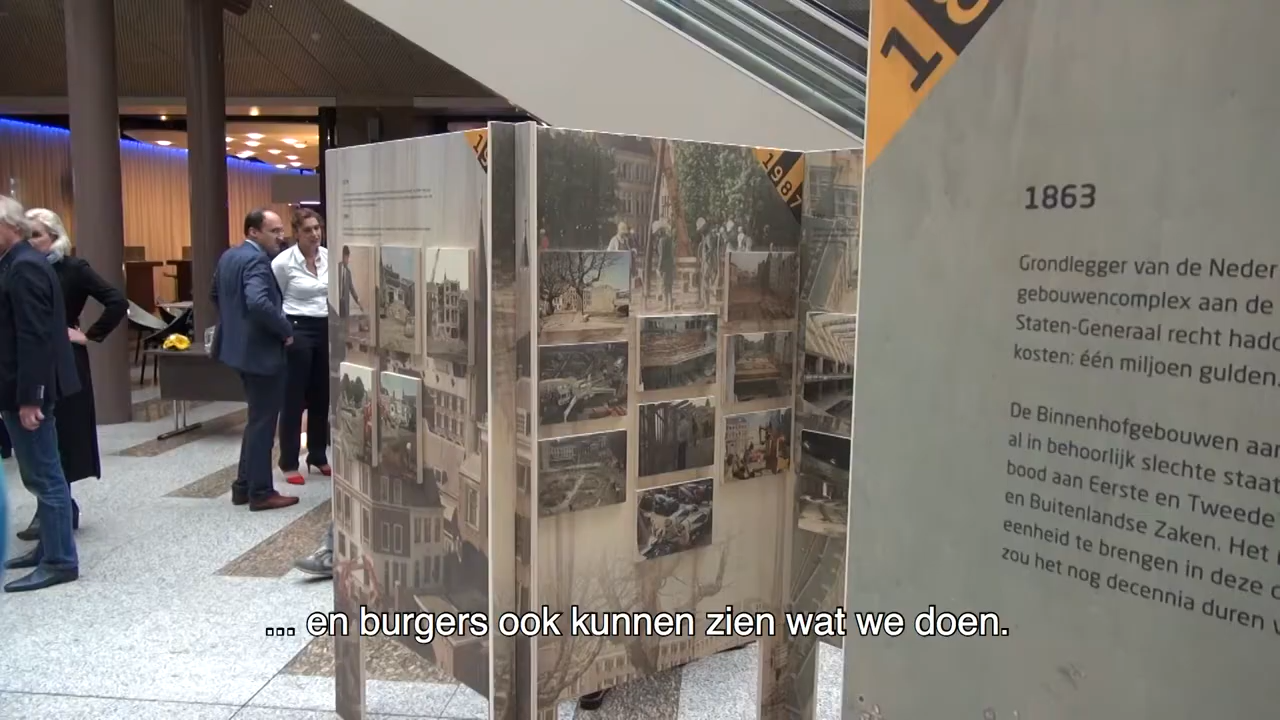 1987
1863
Grondlegger van de Neder
gebouwencomplex aan de
Staten-Generaal recht hadd
kosten: één miljoen gulden.
De Binnenhofgebouwen aan
al in behoorlijk slechte staat
bood aan Eerste en Tweede
en Buitenlandse Zaken. Het
eenheid te brengen in deze
zou het nog decennia duren
... en burgers ook kunnen zien wat we doen.